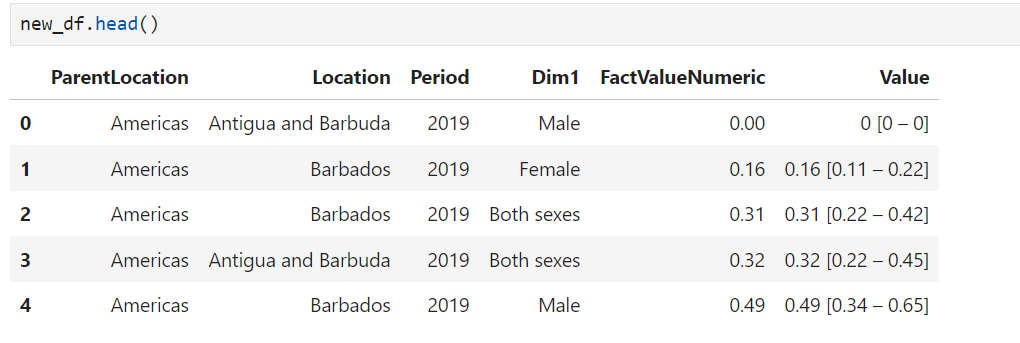 new_df.head()
ParentLocation Location Period Dim1 FactValueNumeric Value
0 Americas Antigua and Barbuda 2019 Male 0.00 0 [0 – 0]
1 Americas Barbados 2019 Female 0.16 0.16 [0.11 – 0.22]
2 Americas Barbados 2019 Both sexes 0.31 0.31 [0.22 – 0.42]
3 Americas Antigua and Barbuda 2019 Both sexes 0.32 0.32 [0.22 – 0.45]
4 Americas Barbados 2019 Male 0.49 0.49 [0.34 – 0.65]